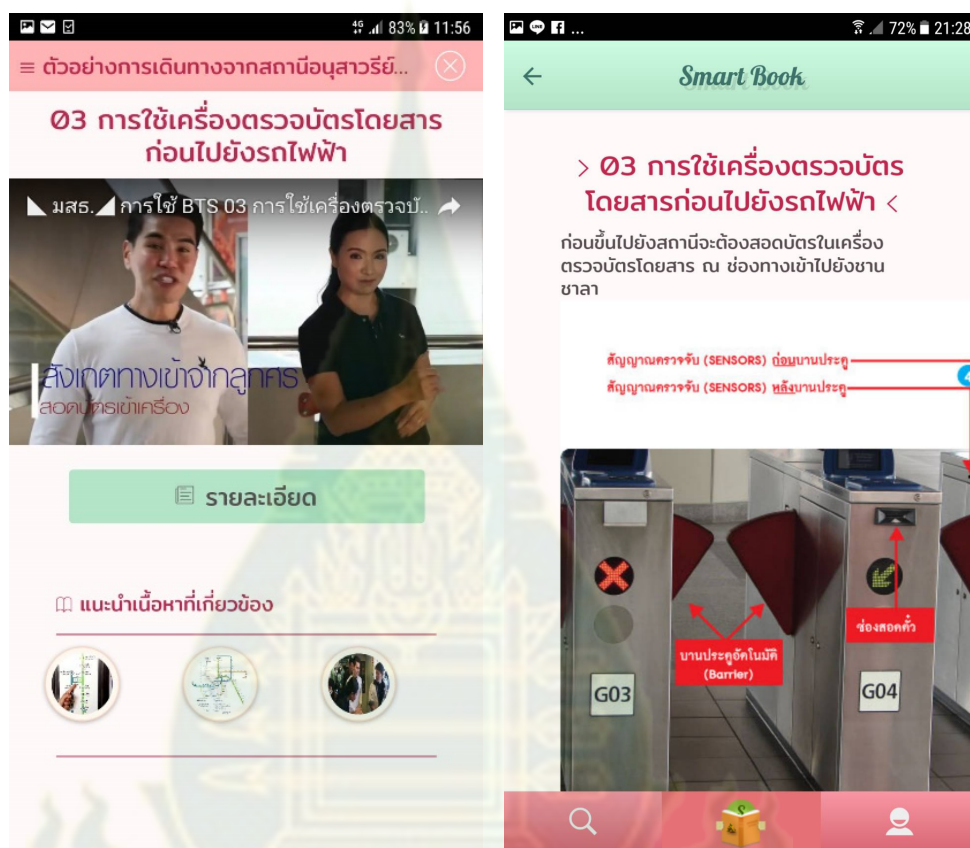 83% 11:56
ตัวอย่างการเดินทางจากสถานีอนุสาวรีย์...
03 การใช้เครื่องตรวจบัตรโดยสาร
ก่อนไปยังรถไฟฟ้า
มสธ. การใช้ BTS 03 การใช้เครื่องตรวจบั..
สังเกตทางเข้าจากลูกศร
สอดบัตรเข้าเครื่อง
รายละเอียด
แนะนำเนื้อหาที่เกี่ยวข้อง
... 72% 21:28
Smart Book
> 03 การใช้เครื่องตรวจบัตร
โดยสารก่อนไปยังรถไฟฟ้า <
ก่อนขึ้นไปยังสถานีจะต้องสอดบัตรในเครื่อง
ตรวจบัตรโดยสาร ณ ช่องทางเข้าไปยังชาน
ชาลา
สัญญาณตรวจจับ (SENSORS) ก่อนบานประตู
สัญญาณตรวจจับ (SENSORS) หลังบานประตู
4
ช่องสอดตั๋ว
บานประตูอัตโนมัติ
(Barrier)
G03
G04